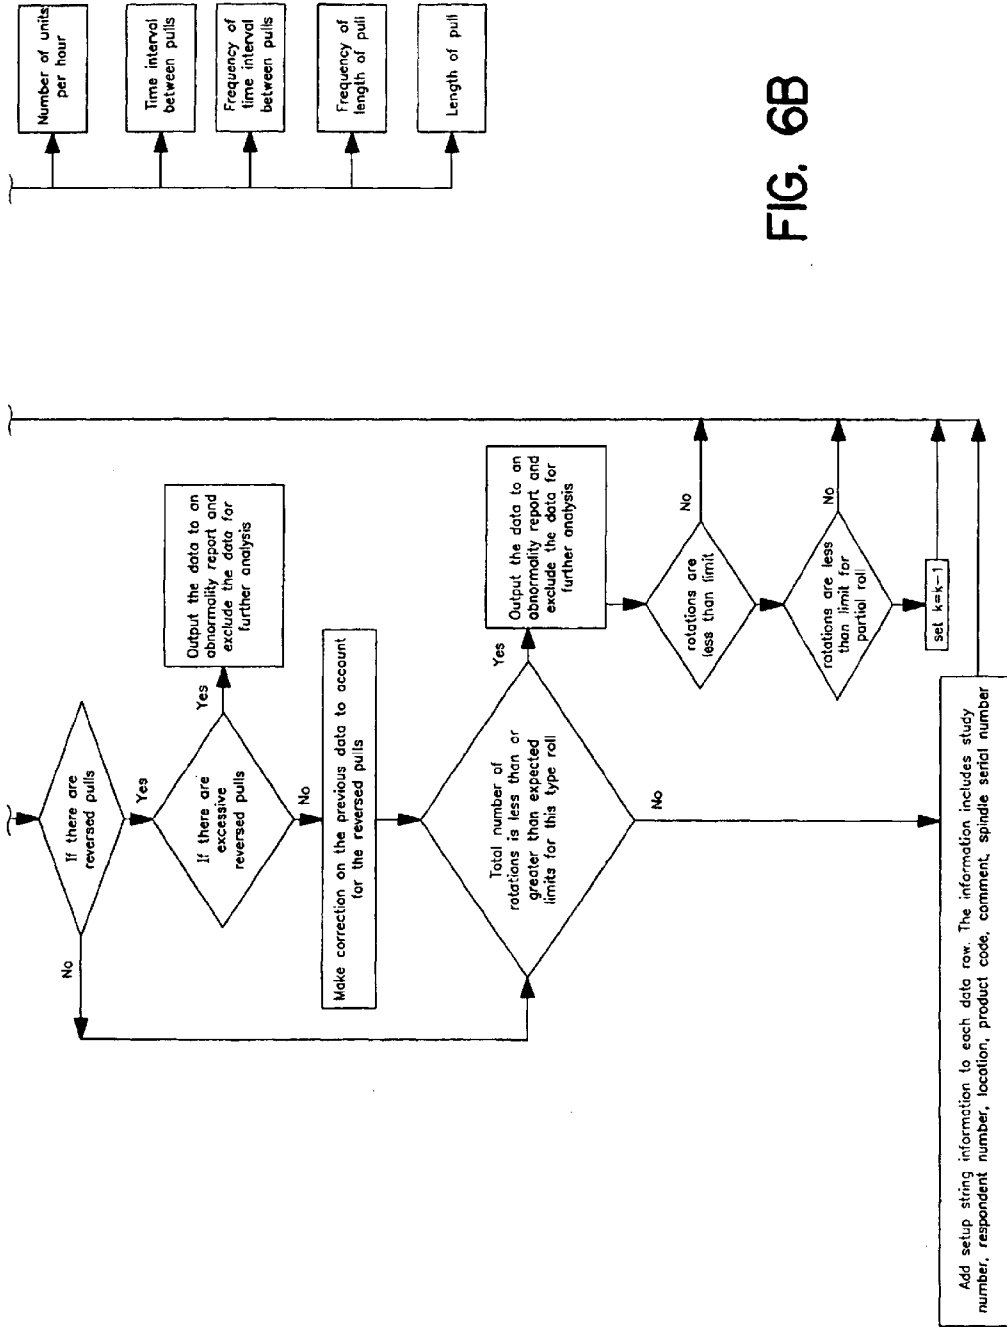 Number of units
per hour
Time interval
between pulls
Frequency of
time interval
between pulls
Frequency of
length of pull
Length of pull
FIG. 6B
If there are
reversed pulls
No
Yes
If there are
excessive
reversed pulls
Yes
Output the data to an
abnormality report and
exclude the data for
further analysis
No
Make correction on the previous data to account
for the reversed pulls
Total number of
rotations is less than or
greater than expected
limits for this type roll
Yes
Output the data to an
abnormality report and
exclude the data for
further analysis
No
rotations are
less than limit
No
rotations are less
than limit for
partial roll
No
set k=k-1
Add setup string information to each data row. The information includes study
number, respondent number, location, product code, comment, spindle serial number